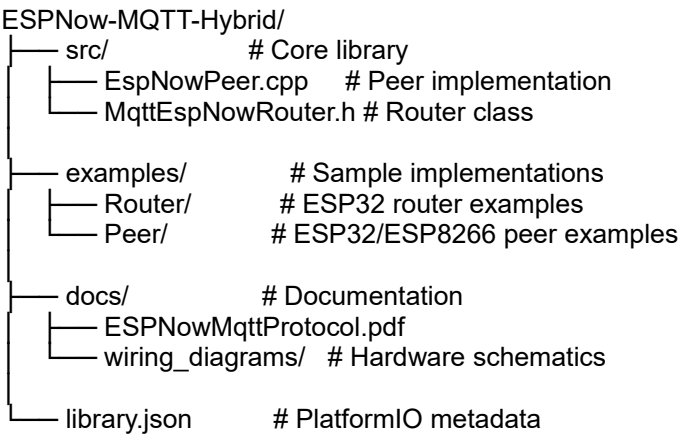 ESPNow-MQTT-Hybrid/
├── src/ # Core library
│ ├── EspNowPeer.cpp # Peer implementation
│ └── MqttEspNowRouter.h # Router class
│
├── examples/ # Sample implementations
│ ├── Router/ # ESP32 router examples
│ └── Peer/ # ESP32/ESP8266 peer examples
│
├── docs/ # Documentation
│ ├── ESPNowMqttProtocol.pdf
│ └── wiring_diagrams/ # Hardware schematics
│
└── library.json # PlatformIO metadata